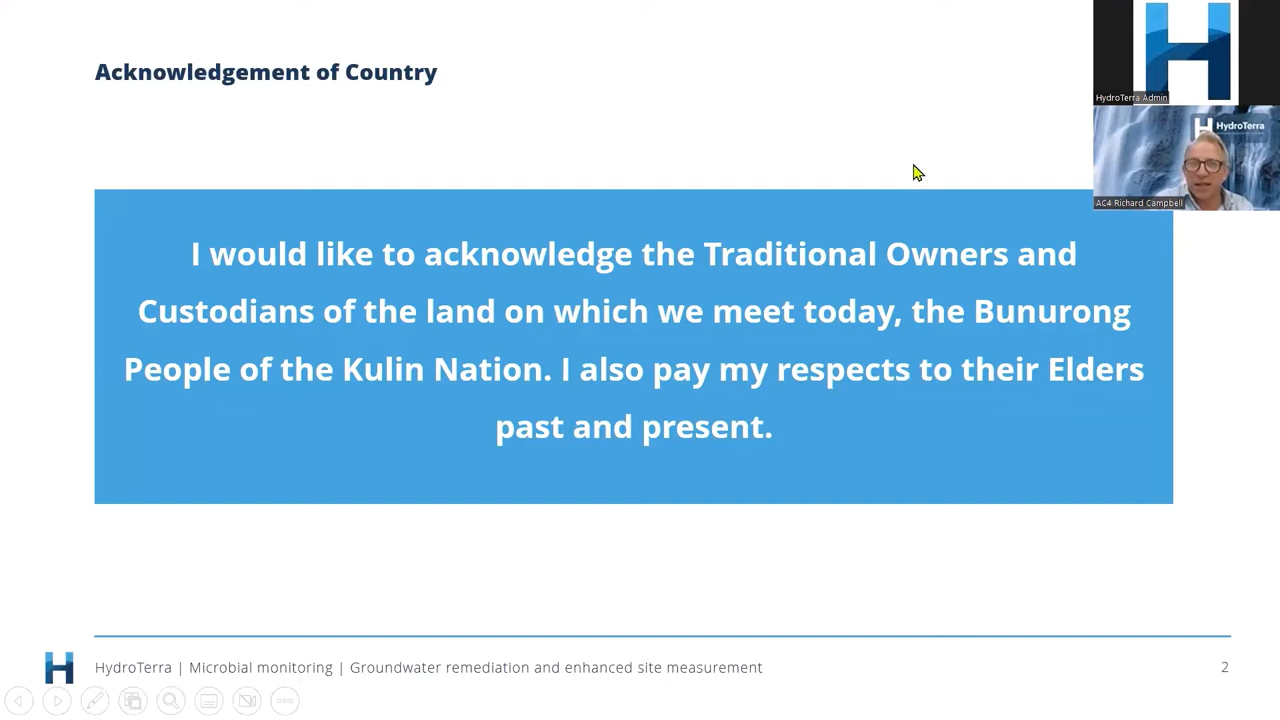 Acknowledgement of Country
HydroTerra Admin
HydroTerra
AC4 Richard Campbell
I would like to acknowledge the Traditional Owners and
Custodians of the land on which we meet today, the Bunurong
People of the Kulin Nation. I also pay my respects to their Elders
past and present.
HydroTerra | Microbial monitoring | Groundwater remediation and enhanced site measurement
2